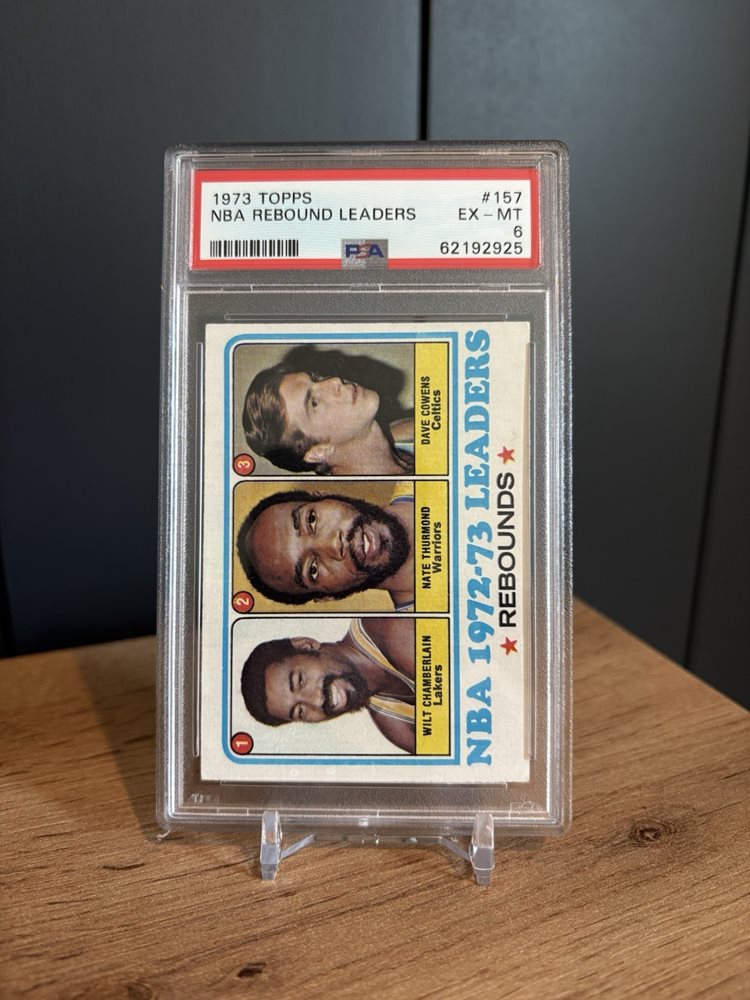 1973 TOPPS #157
NBA REBOUND LEADERS EX-MT
6
PSA 62192925
NBA 1972-73 LEADERS
★ REBOUNDS ★
1
WILT CHAMBERLAIN
Lakers
2
NATE THURMOND
Warriors
3
DAVE COWENS
Celtics